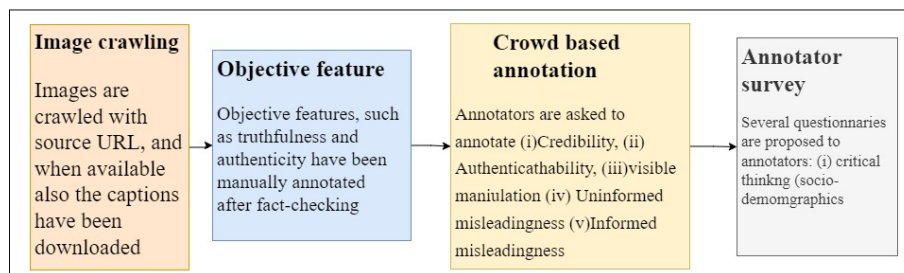 Image crawling
Images are
crawled with
source URL, and
when available
also the captions
have been
downloaded
Objective feature
Objective features, such
as truthfulness and
authenticity have been
manually annotated
after fact-checking
Crowd based
annotation
Annotators are asked to
annotate (i)Credibility, (ii)
Authenticathability, (iii)visible
maniulation (iv) Uninformed
misleadingness (v)Informed
misleadingness
Annotator
survey
Several questionnaries
are proposed to
annotators: (i) critical
thinkng (socio-
demomgraphics